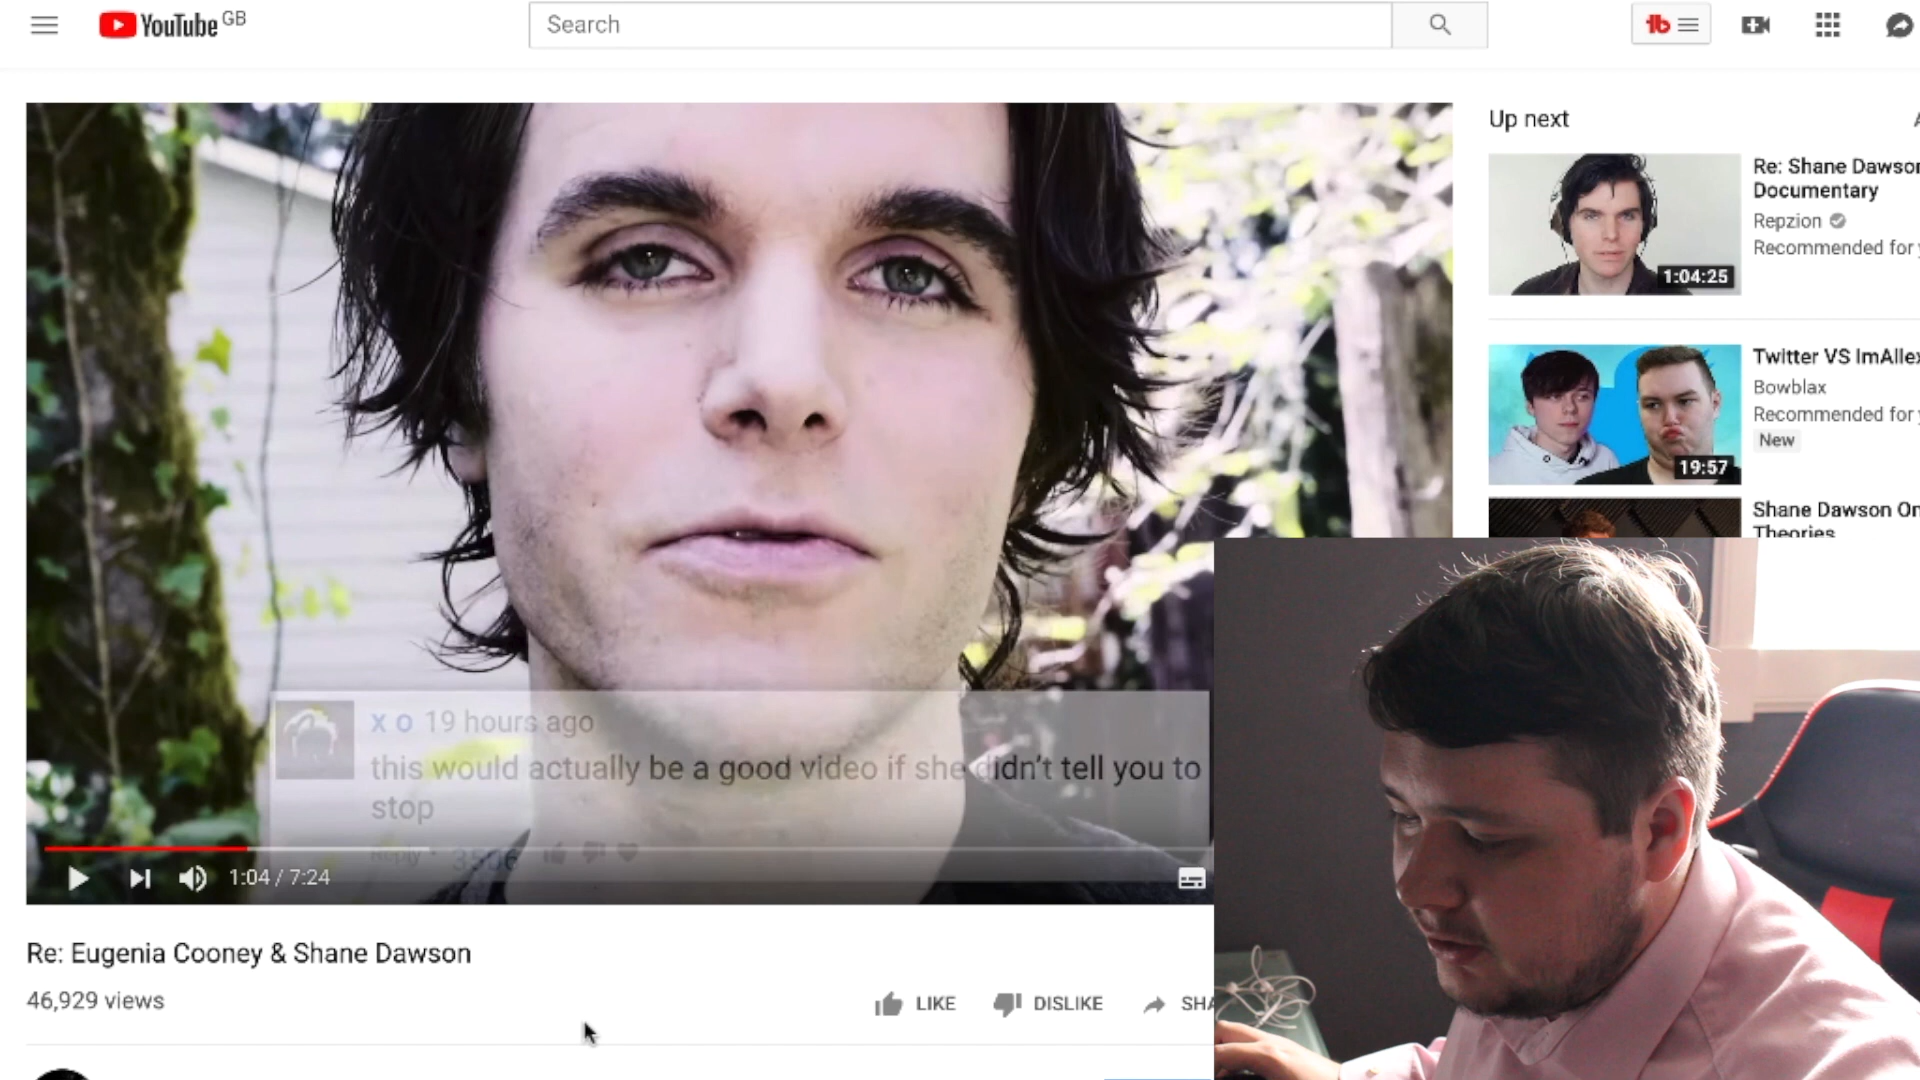 YouTube GB
Search
Up next
Re: Shane Dawson
Documentary
Repzion
Recommended for
1:04:25
Twitter VS ImAllex
Bowblax
Recommended for
New
19:57
Shane Dawson On
Theories
x o 19 hours ago
this would actually be a good video if she didn't tell you to
stop
Reply 3506
1:04 / 7:24
Re: Eugenia Cooney & Shane Dawson
46,929 views
LIKE DISLIKE SHA